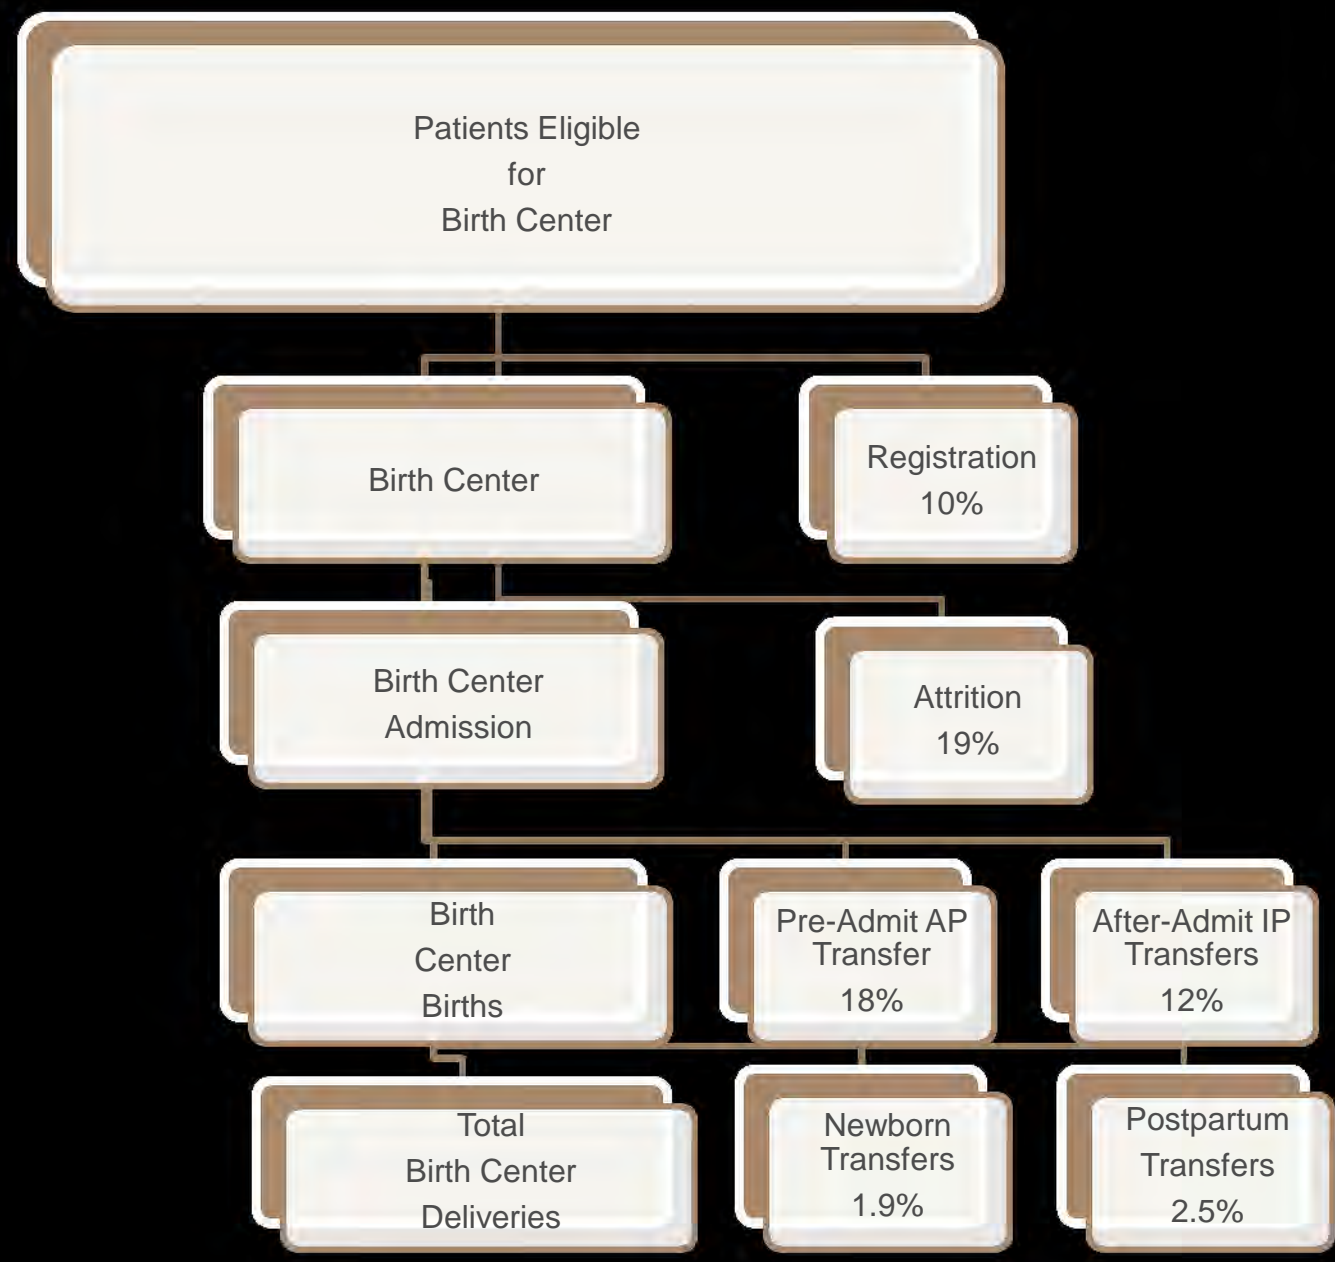 Patients Eligible
for
Birth Center
Birth Center
Registration
10%
Birth Center
Admission
Attrition
19%
Birth
Center
Births
Pre-Admit AP
Transfer
18%
After-Admit IP
Transfers
12%
Total
Birth Center
Deliveries
Newborn
Transfers
1.9%
Postpartum
Transfers
2.5%